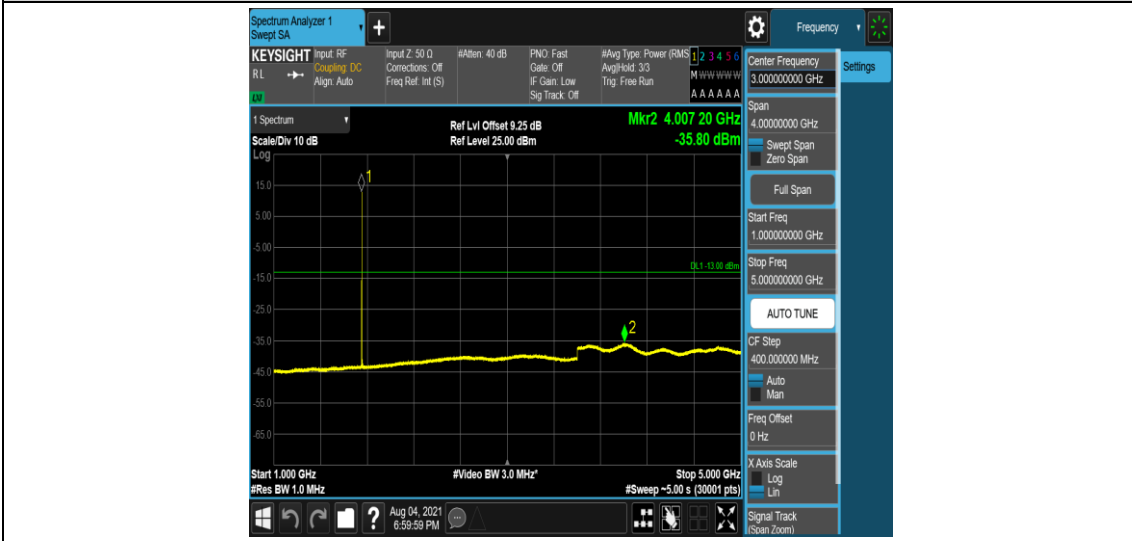 Spectrum Analyzer 1
Swept SA
+
Frequency
KEYSIGHT
RL
Input: RF
Coupling: DC
Align: Auto
Input Z: 50 Ω
Corrections: Off
Freq Ref: Int (S)
#Atten: 40 dB
PNO: Fast
Gate: Off
IF Gain: Low
Sig Track: Off
#Avg Type: Power (RMS
Avg|Hold: 3/3
Trig: Free Run
1 2 3 4 5 6
M W W W W W
A A A A A A
1 Spectrum
Scale/Div 10 dB
Log
Ref Lvl Offset 9.25 dB
Ref Level 25.00 dBm
Mkr2 4.007 20 GHz
-35.80 dBm
1
15.0
5.00
-5.00
DL1 -13.00 dBm
-15.0
-25.0
2
-35.0
-45.0
-55.0
-65.0
Start 1.000 GHz
#Res BW 1.0 MHz
#Video BW 3.0 MHz*
Stop 5.000 GHz
#Sweep ~5.00 s (30001 pts)
?
Aug 04, 2021
6:59:59 PM
Center Frequency
3.000000000 GHz
Settings
Span
4.00000000 GHz
Swept Span
Zero Span
Full Span
Start Freq
1.000000000 GHz
Stop Freq
5.000000000 GHz
AUTO TUNE
CF Step
400.000000 MHz
Auto
Man
Freq Offset
0 Hz
X Axis Scale
Log
Lin
Signal Track
(Span Zoom)